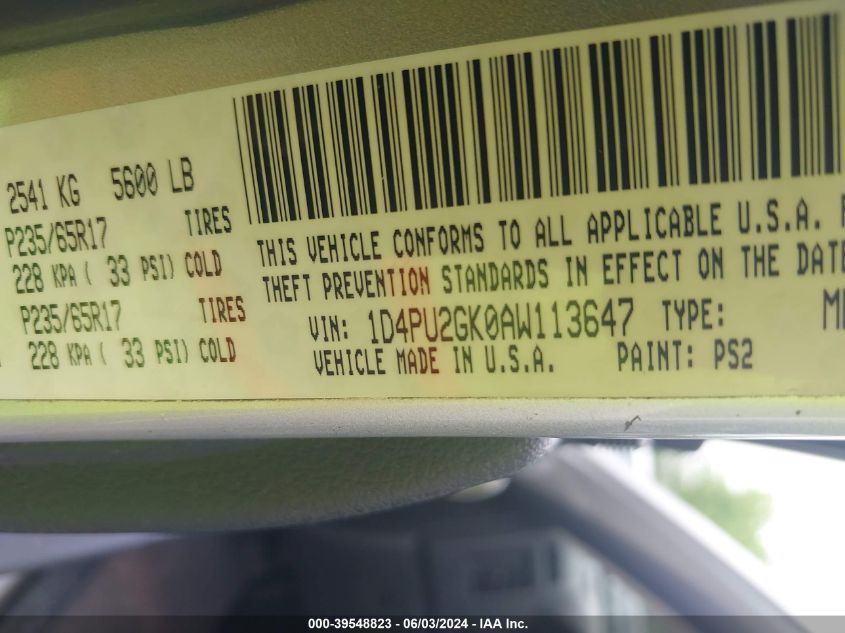 2541 KG 5600 LB
P235/65R17 TIRES
228 KPA ( 33 PSI) COLD
P235/65R17 TIRES
228 KPA ( 33 PSI) COLD
THIS VEHICLE CONFORMS TO ALL APPLICABLE U.S.A.
THEFT PREVENTION STANDARDS IN EFFECT ON THE DATE
VIN: 1D4PU2GK0AW113647 TYPE:
VEHICLE MADE IN U.S.A. PAINT: PS2
000-39548823 - 06/03/2024 - IAA Inc.